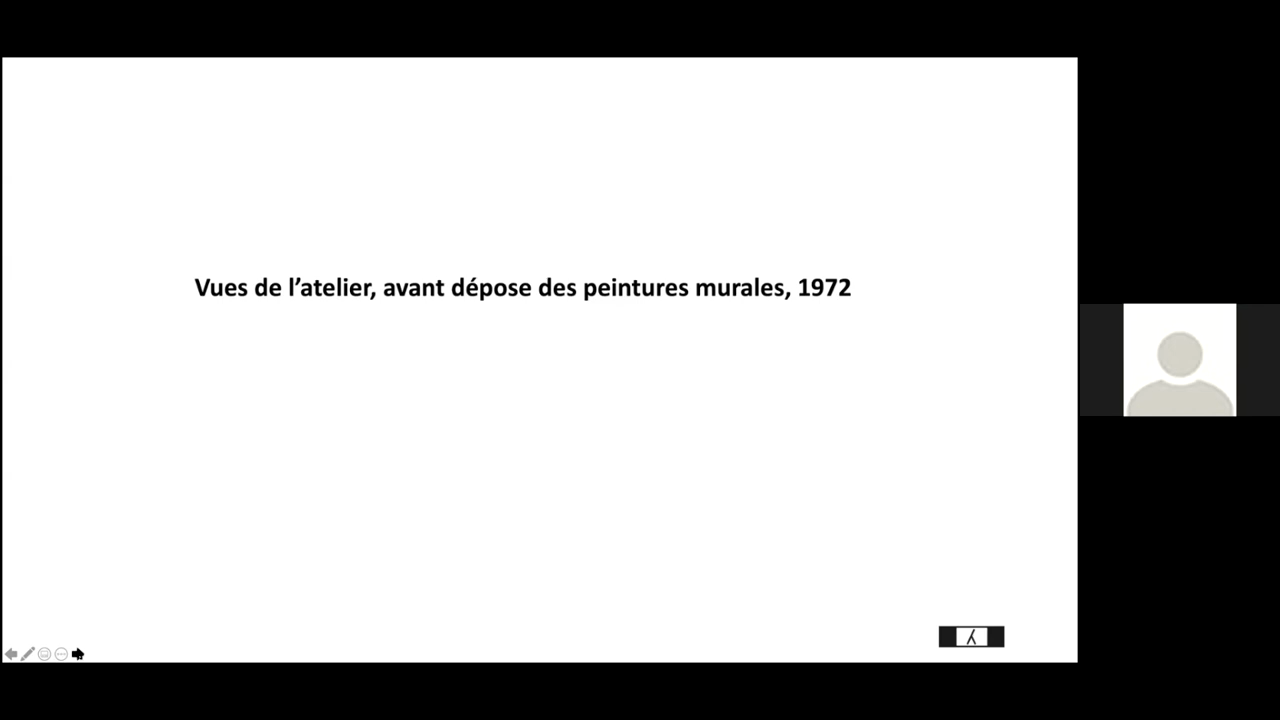 Vues de l’atelier, avant dépose des peintures murales, 1972